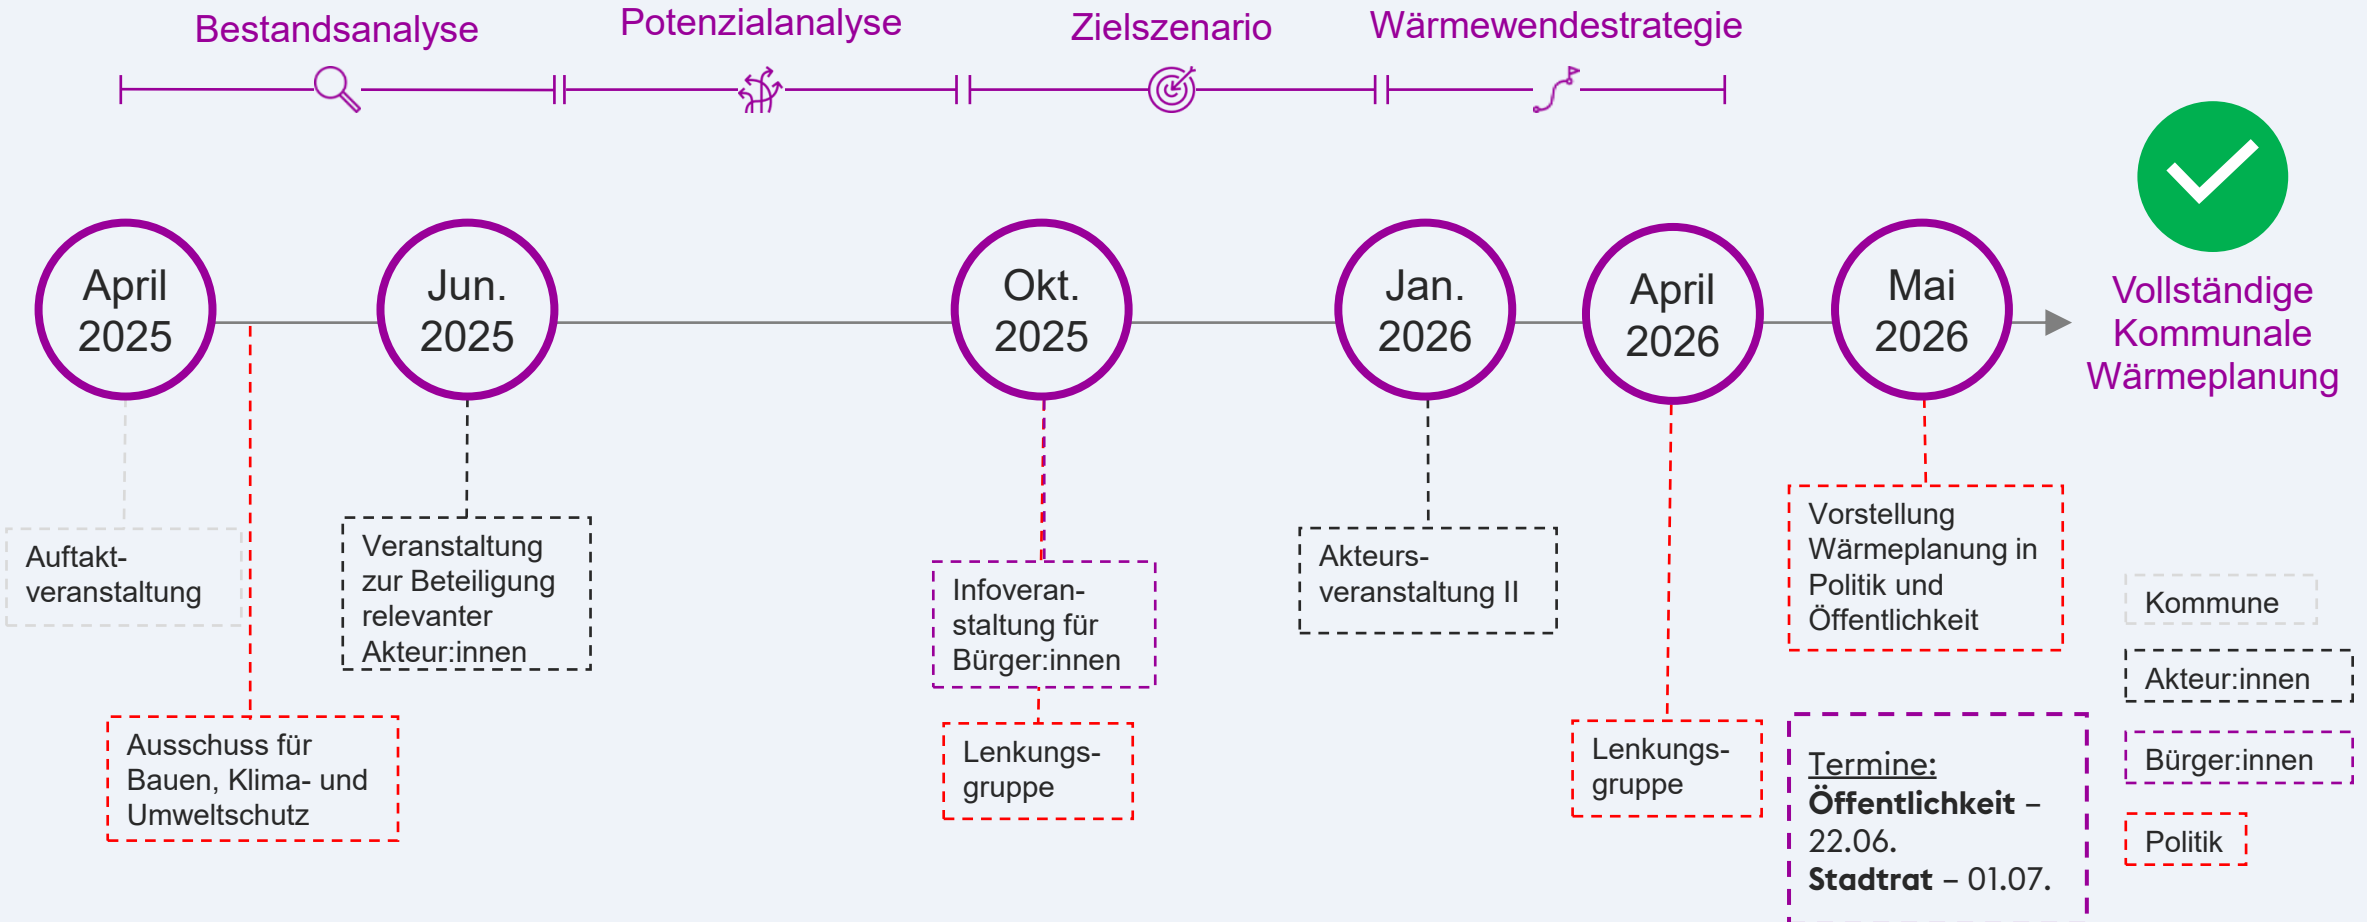 Bestandsanalyse
Potenzialanalyse
Zielszenario
Wärmewendestrategie
April
2025
Jun.
2025
Okt.
2025
Jan.
2026
April
2026
Mai
2026
Vollständige
Kommunale
Wärmeplanung
Auftakt-
veranstaltung
Ausschuss für
Bauen, Klima- und
Umweltschutz
Veranstaltung
zur Beteiligung
relevanter
Akteur:innen
Infoveran-
staltung für
Bürger:innen
Lenkungs-
gruppe
Akteurs-
veranstaltung II
Lenkungs-
gruppe
Vorstellung
Wärmeplanung in
Politik und
Öffentlichkeit
Termine:
Öffentlichkeit –
22.06.
Stadtrat – 01.07.
Kommune
Akteur:innen
Bürger:innen
Politik